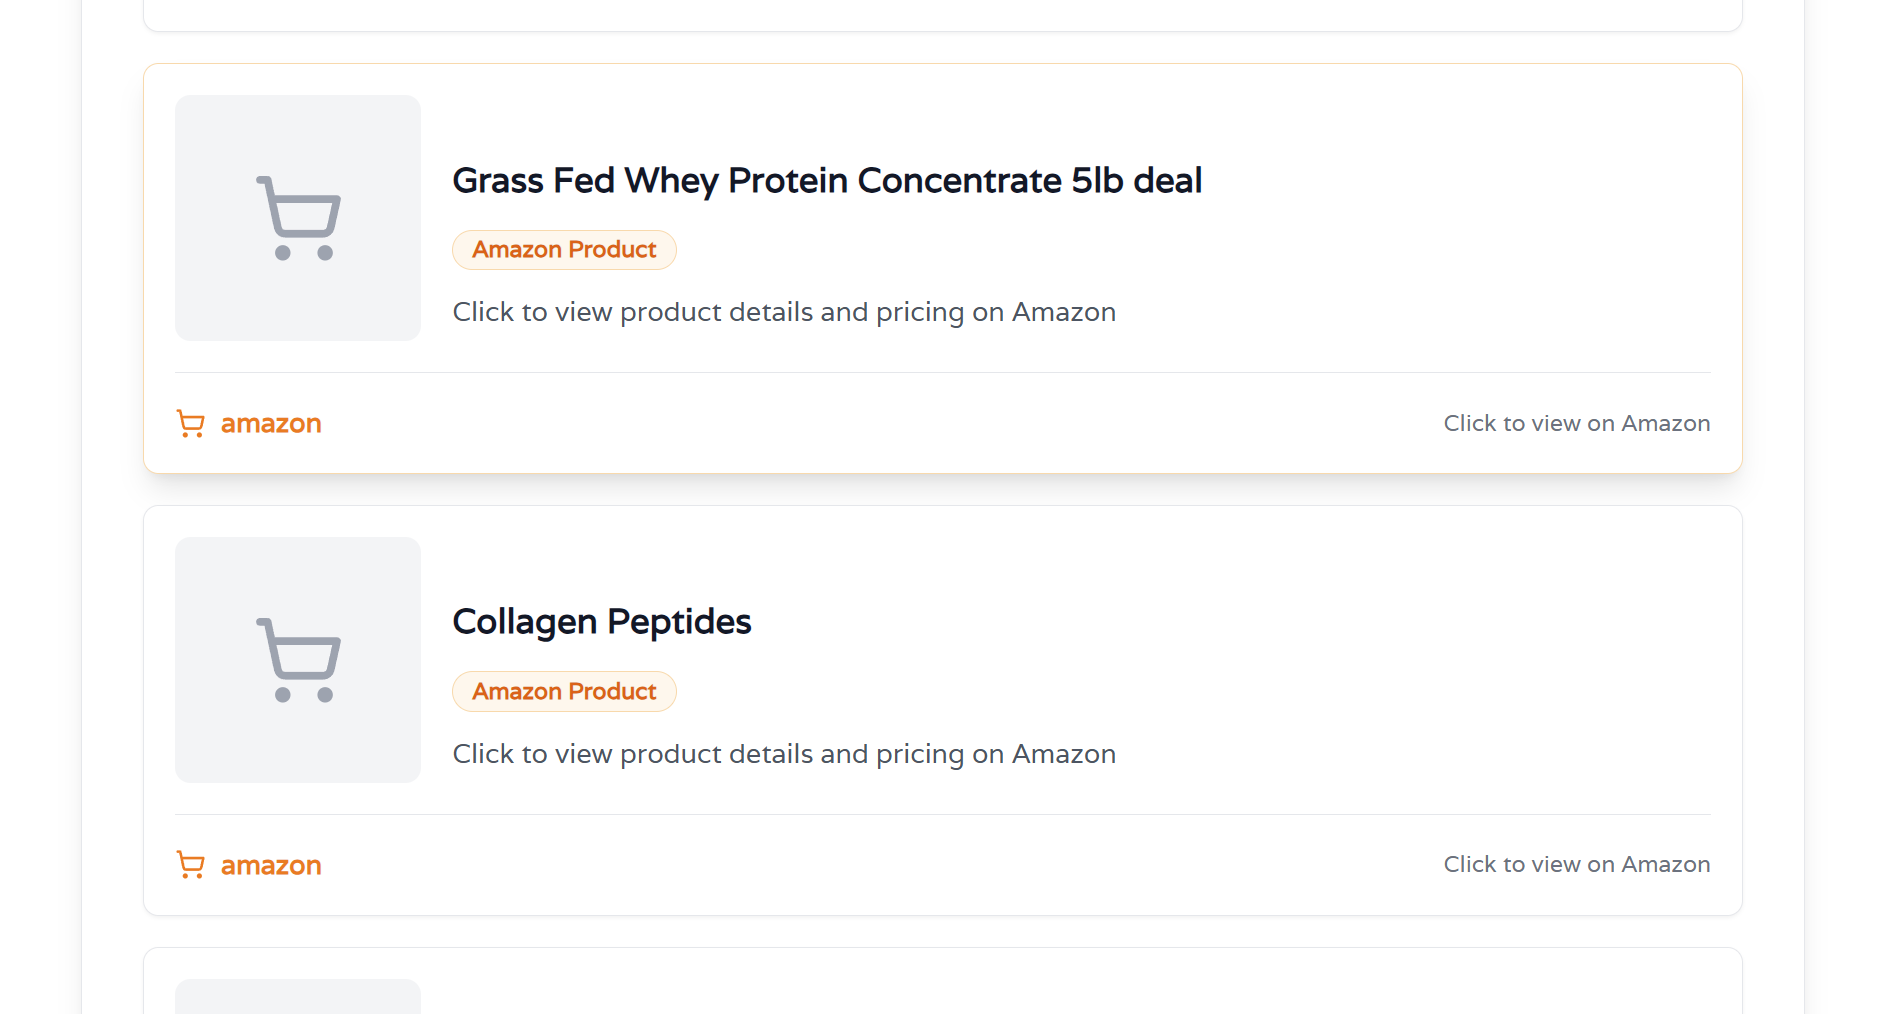 Grass Fed Whey Protein Concentrate 5lb deal
Amazon Product
Click to view product details and pricing on Amazon
amazon
Click to view on Amazon
Collagen Peptides
Amazon Product
Click to view product details and pricing on Amazon
amazon
Click to view on Amazon